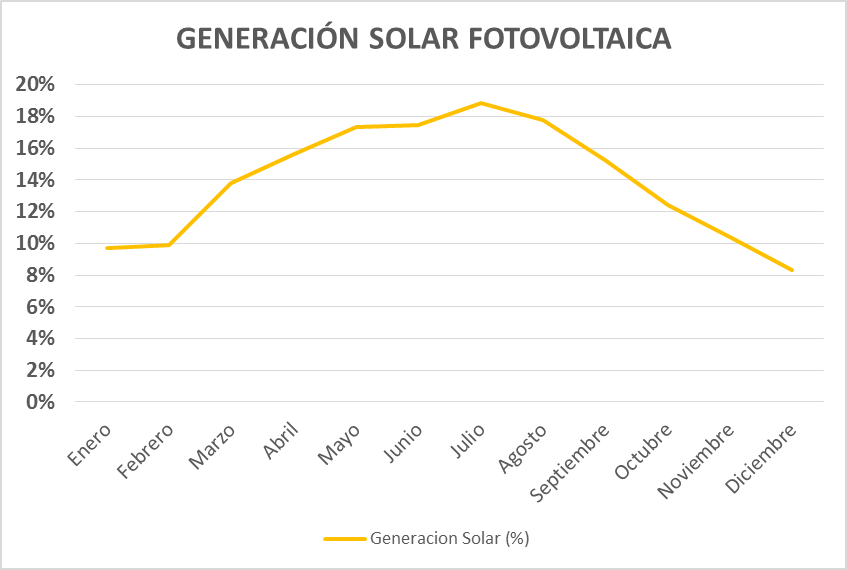 GENERACIÓN SOLAR FOTOVOLTAICA
20%
18%
16%
14%
12%
10%
8%
6%
4%
2%
0%
Enero
Febrero
Marzo
Abril
Mayo
Junio
Julio
Agosto
Septiembre
Octubre
Noviembre
Diciembre
Generacion Solar (%)